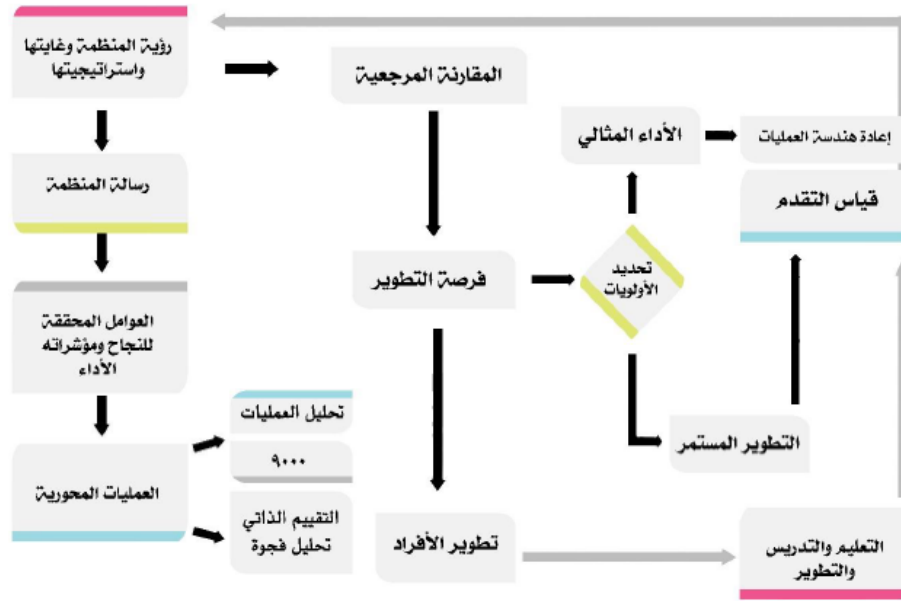 رؤية المنظمة وغايتها
واستراتيجيتها
رسالة المنظمة
العوامل المحققة
للنجاح ومؤشراته
الأداء
العمليات المحورية
تحليل العمليات
٩٠٠٠
التقييم الذاتي
تحليل فجوة
المقارنة المرجعية
فرصة التطوير
تطوير الأفراد
تحديد
الأولويات
الأداء المثالي
إعادة هندسة العمليات
قياس التقدم
التطوير المستمر
التعليم والتدريس
والتطوير